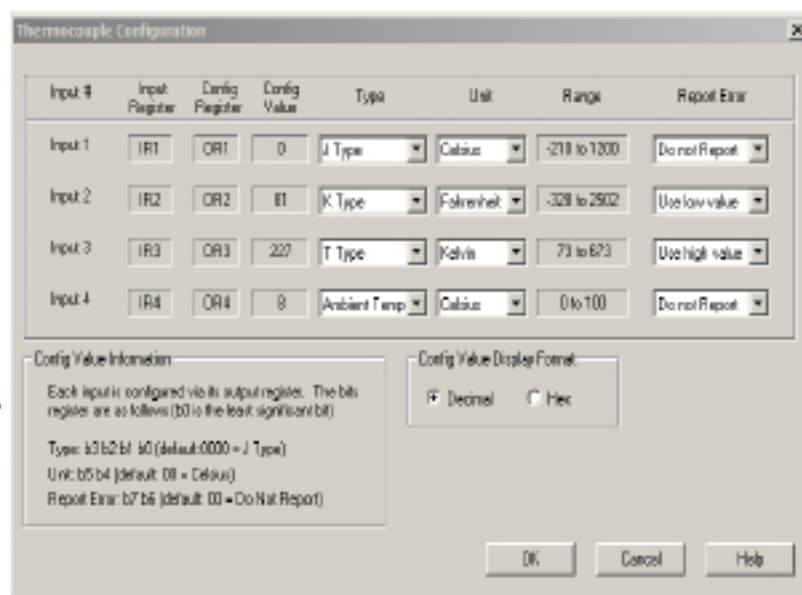 Thermocouple Configuration
Input # Input Register Config Register Config Value Type Unit Range Report Error
Input 1 IR1 OR1 0 J Type Celsius -210 to 1200 Do not Report
Input 2 IR2 OR2 81 K Type Fahrenheit -328 to 2502 Use low value
Input 3 IR3 OR3 227 T Type Kelvin 73 to 673 Use high value
Input 4 IR4 OR4 8 Ambient Temp Celsius 0 to 100 Do not Report
Config Value Information
Each input is configured via its output register. The bits
register are as follows (b0 is the least significant bit)
Type: b3 b2 b1 b0 (default:0000 = J Type)
Unit: b5 b4 (default: 00 = Celsius)
Report Error: b7 b6 (default: 00 = Do Not Report)
Config Value Display Format
Decimal Hex
OK Cancel Help